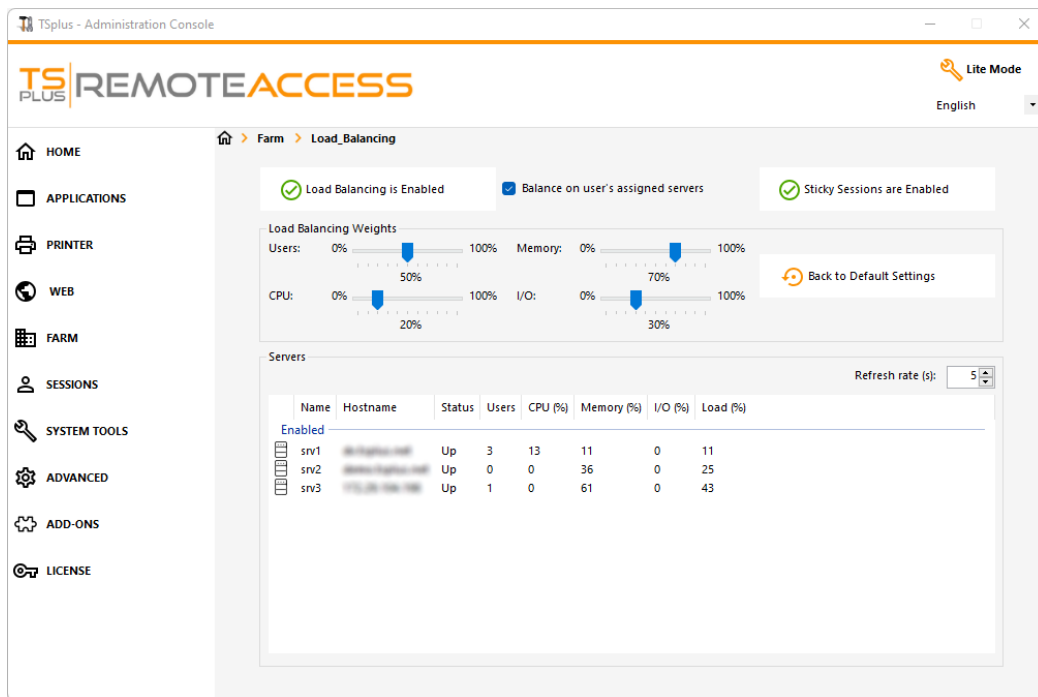 TSplus - Administration Console
TS PLUS REMOTEACCESS
Lite Mode
English
HOME
APPLICATIONS
PRINTER
WEB
FARM
SESSIONS
SYSTEM TOOLS
ADVANCED
ADD-ONS
LICENSE
Farm > Load_Balancing
Load Balancing is Enabled
Balance on user's assigned servers
Sticky Sessions are Enabled
Load Balancing Weights
Users: 0% 100% Memory: 0% 100%
50% 70%
Back to Default Settings
CPU: 0% 100% I/O: 0% 100%
20% 30%
Servers
Refresh rate (s): 5
Name Hostname Status Users CPU (%) Memory (%) I/O (%) Load (%)
Enabled
srv1 Up 3 13 11 0 11
srv2 Up 0 0 36 0 25
srv3 Up 1 0 61 0 43